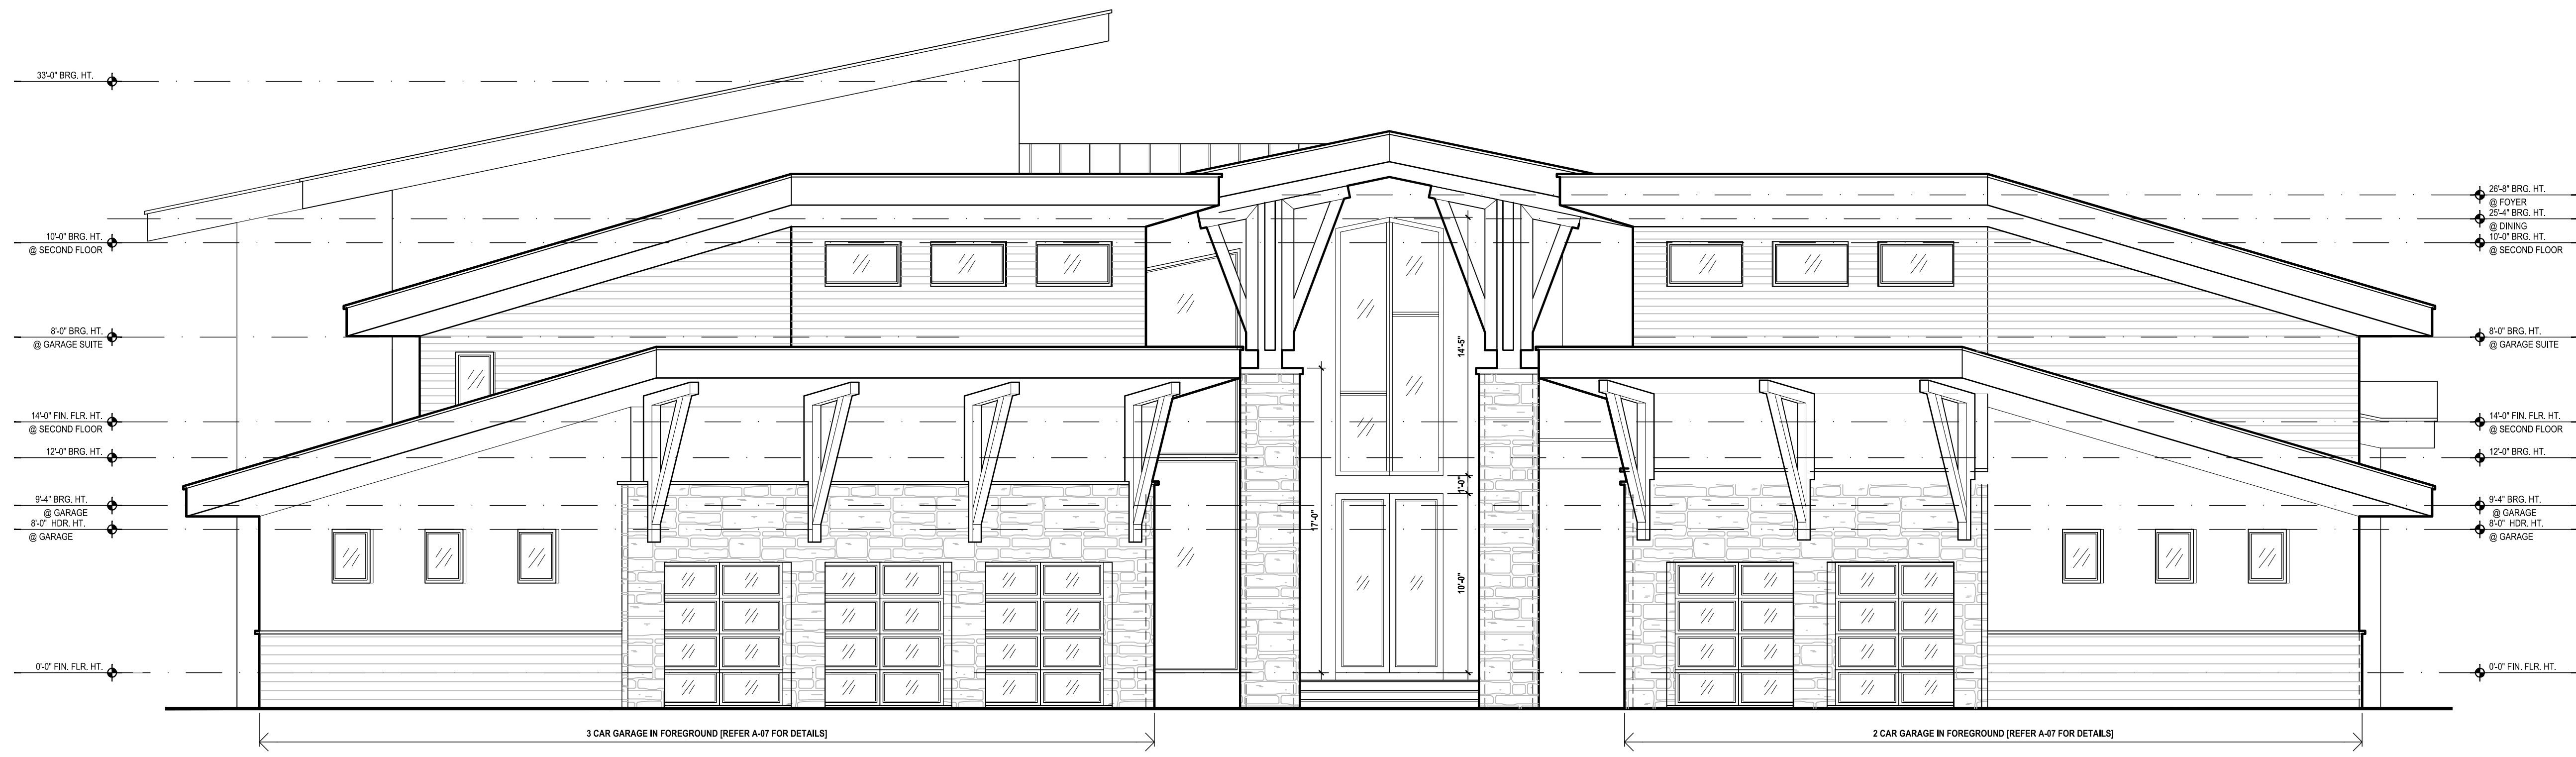 33'-0" BRG. HT.
10'-0" BRG. HT.
@ SECOND FLOOR
8'-0" BRG. HT.
@ GARAGE SUITE
14'-0" FIN. FLR. HT.
@ SECOND FLOOR
12'-0" BRG. HT.
9'-4" BRG. HT.
@ GARAGE
8'-0" HDR. HT.
@ GARAGE
0'-0" FIN. FLR. HT.
14'-5"
1'-0"
17'-0"
10'-0"
26'-8" BRG. HT.
@ FOYER
25'-4" BRG. HT.
@ DINING
10'-0" BRG. HT.
@ SECOND FLOOR
8'-0" BRG. HT.
@ GARAGE SUITE
14'-0" FIN. FLR. HT.
@ SECOND FLOOR
12'-0" BRG. HT.
9'-4" BRG. HT.
@ GARAGE
8'-0" HDR. HT.
@ GARAGE
0'-0" FIN. FLR. HT.
3 CAR GARAGE IN FOREGROUND [REFER A-07 FOR DETAILS]
2 CAR GARAGE IN FOREGROUND [REFER A-07 FOR DETAILS]